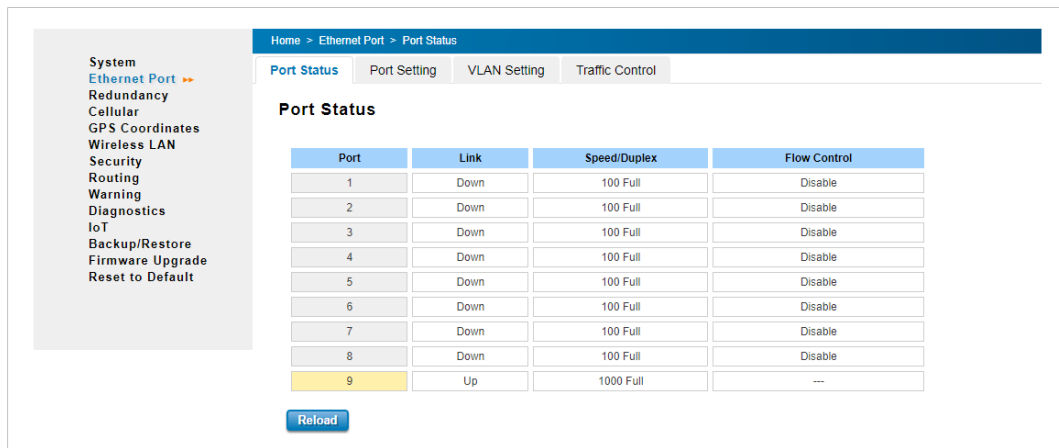 Home > Ethernet Port > Port Status
System
Ethernet Port
Redundancy
Cellular
GPS Coordinates
Wireless LAN
Security
Routing
Warning
Diagnostics
IoT
Backup/Restore
Firmware Upgrade
Reset to Default
Port Status Port Setting VLAN Setting Traffic Control
Port Status
Port Link Speed/Duplex Flow Control
1 Down 100 Full Disable
2 Down 100 Full Disable
3 Down 100 Full Disable
4 Down 100 Full Disable
5 Down 100 Full Disable
6 Down 100 Full Disable
7 Down 100 Full Disable
8 Down 100 Full Disable
9 Up 1000 Full ---
Reload